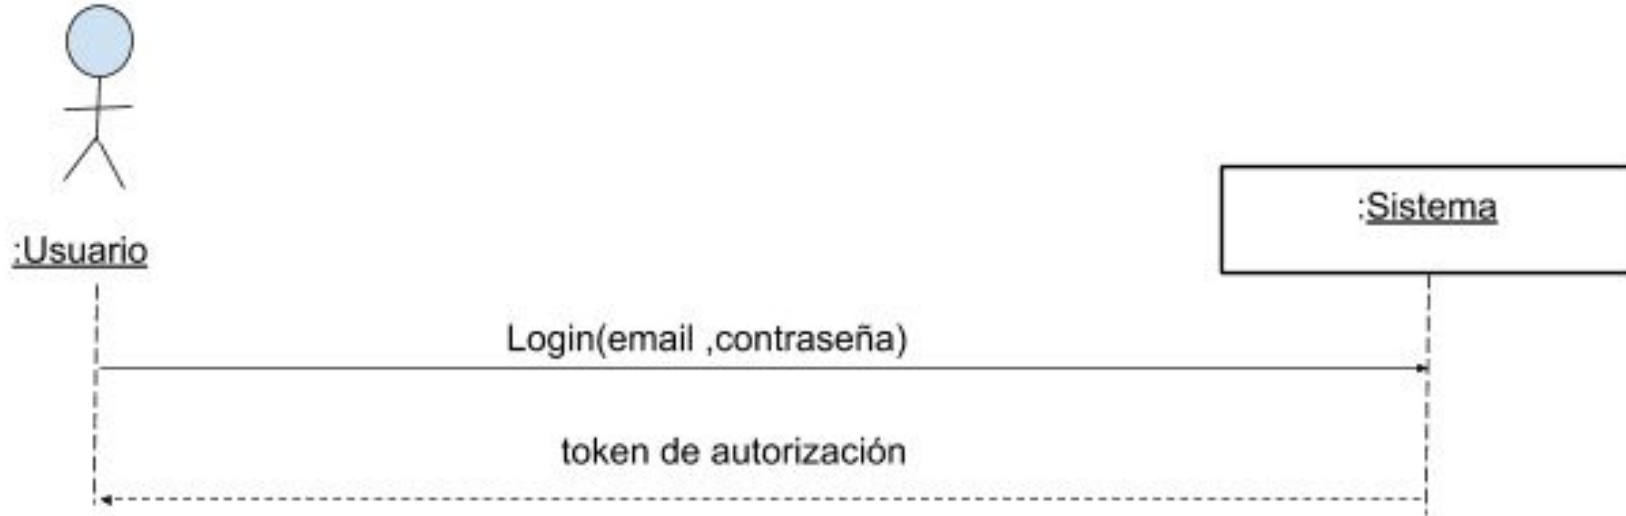 :Usuario
:Sistema
Login(email ,contraseña)
token de autorización